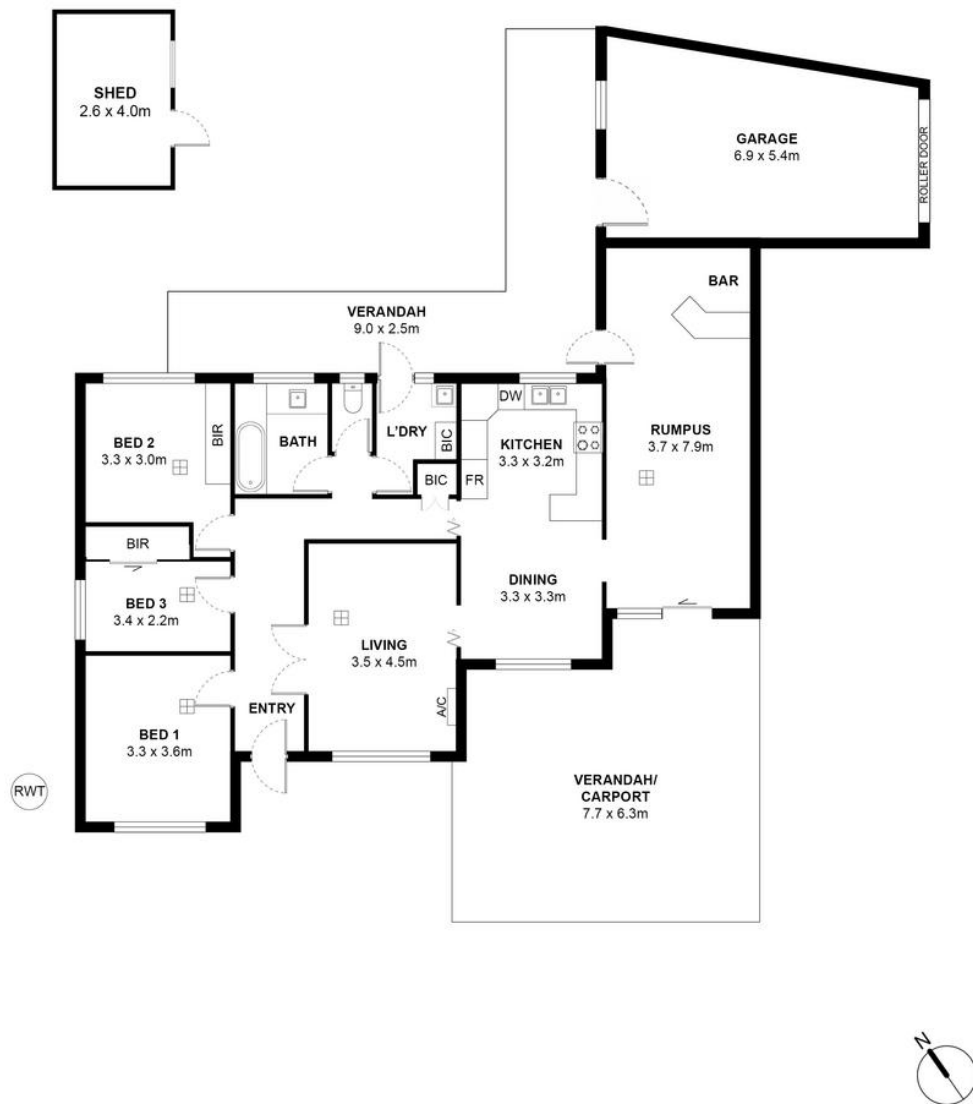 SHED
2.6 x 4.0m
GARAGE
6.9 x 5.4m
ROLLER DOOR
BAR
VERANDAH
9.0 x 2.5m
BED 2
3.3 x 3.0m
BIR
BATH
L'DRY
BIC
BIC
DW
KITCHEN
3.3 x 3.2m
FR
RUMPUS
3.7 x 7.9m
BIR
BED 3
3.4 x 2.2m
DINING
3.3 x 3.3m
LIVING
3.5 x 4.5m
A/C
ENTRY
BED 1
3.3 x 3.6m
RWT
VERANDAH/
CARPORT
7.7 x 6.3m
N